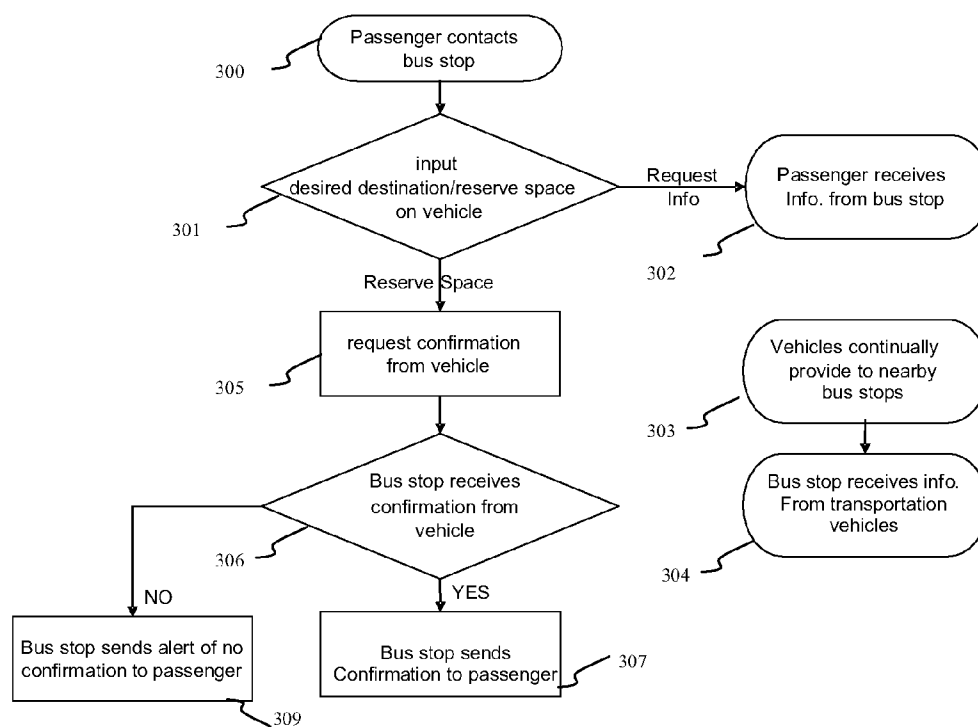 Passenger contacts
bus stop
300
input
desired destination/reserve space
on vehicle
301
Request
Info
Passenger receives
Info. from bus stop
302
Reserve Space
request confirmation
from vehicle
305
Vehicles continually
provide to nearby
bus stops
303
Bus stop receives
confirmation from
vehicle
306
Bus stop receives info.
From transportation
vehicles
304
NO
YES
Bus stop sends alert of no
confirmation to passenger
309
Bus stop sends
Confirmation to passenger
307